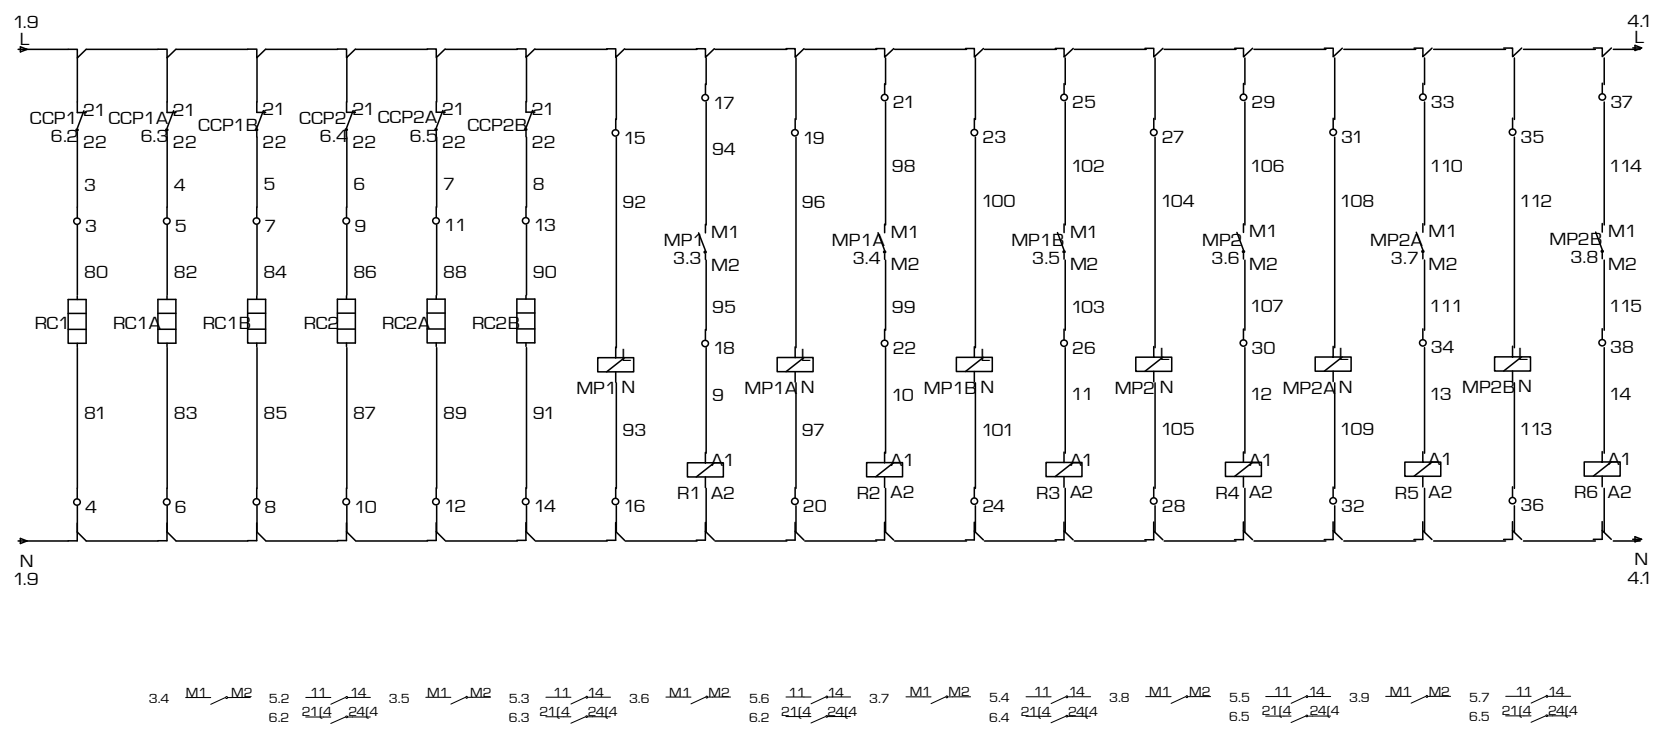 1.9 4.1
L L
17 21 25 29 33 37
CCP1 21 CCP1A 21 CCP1B 21 CCP2 21 CCP2A 21 CCP2B 21
6.2 22 6.3 22 22 6.4 22 6.5 22 22
15 19 23 27 31 35
94 98 102 106 110 114
3 4 5 6 7 8
92 96 100 104 108 112
3 5 7 9 11 13
MP1 M1 MP1A M1 MP1B M1 MP2 M1 MP2A M1 MP2B M1
3.3 M2 3.4 M2 3.5 M2 3.6 M2 3.7 M2 3.8 M2
80 82 84 86 88 90
95 99 103 107 111 115
RC1 RC1A RC1B RC2 RC2A RC2B
18 22 26 30 34 38
L L L L L L
MP1 N MP1A N MP1B N MP2 N MP2A N MP2B N
9 10 11 12 13 14
81 83 85 87 89 91
93 97 101 105 109 113
A1 A1 A1 A1 A1 A1
R1 A2 R2 A2 R3 A2 R4 A2 R5 A2 R6 A2
4 6 8 10 12 14 16 20 24 28 32 36
N N
1.9 4.1
3.4 M1 M2 5.2 11 14 3.5 M1 M2 5.3 11 14 3.6 M1 M2 5.6 11 14 3.7 M1 M2 5.4 11 14 3.8 M1 M2 5.5 11 14 3.9 M1 M2 5.7 11 14
6.2 21[4 24[4 6.3 21[4 24[4 6.2 21[4 24[4 6.4 21[4 24[4 6.5 21[4 24[4 6.5 21[4 24[4